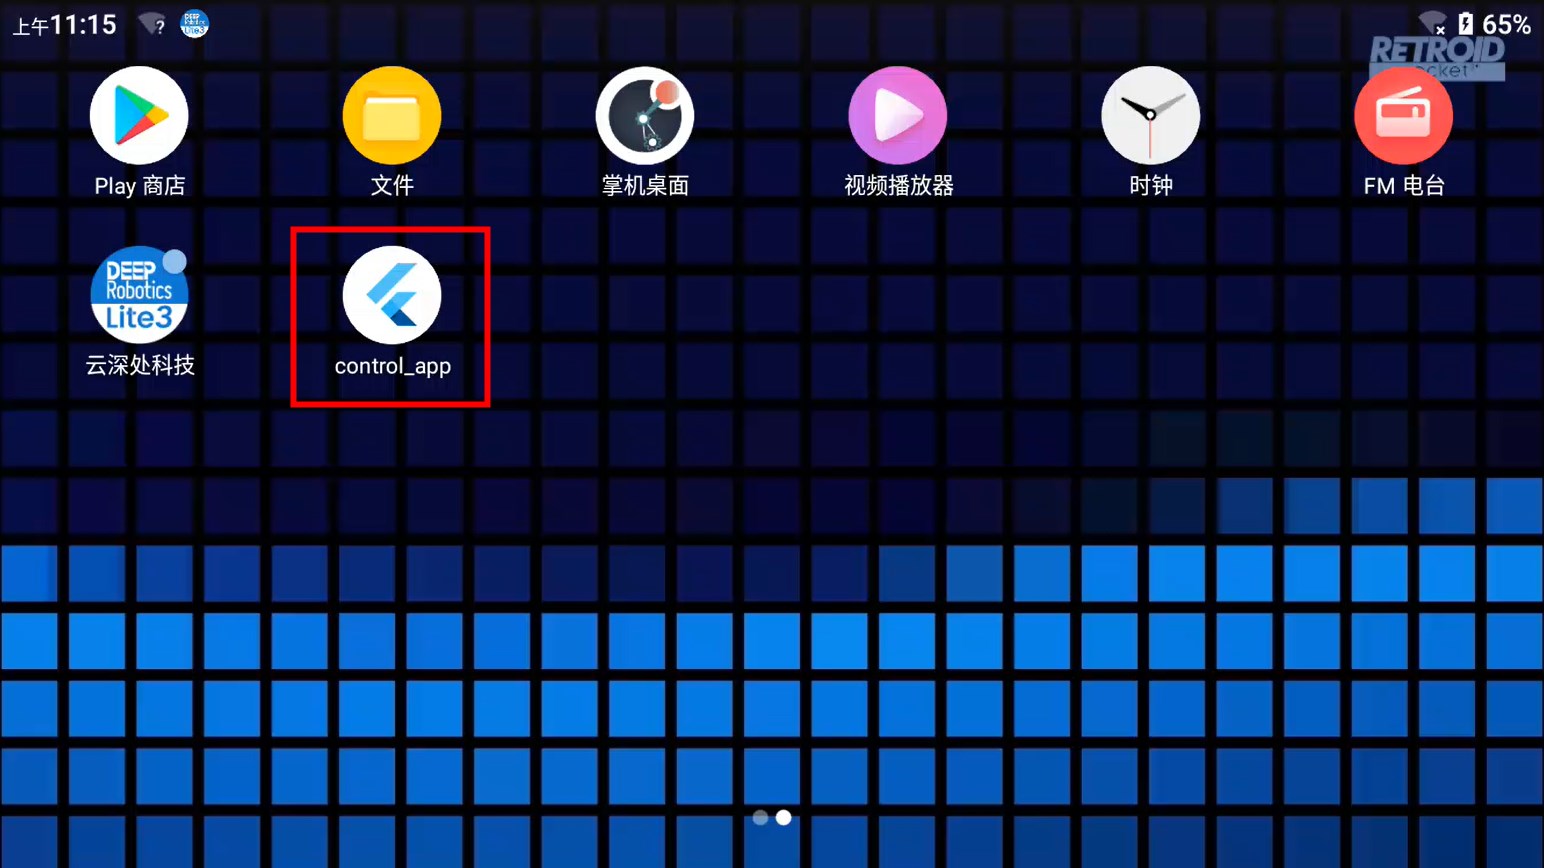 上午11:15
65%
RETROID
Pocket
Play 商店
文件
掌机桌面
视频播放器
时钟
FM 电台
DEEP
Robotics
Lite3
云深处科技
control_app